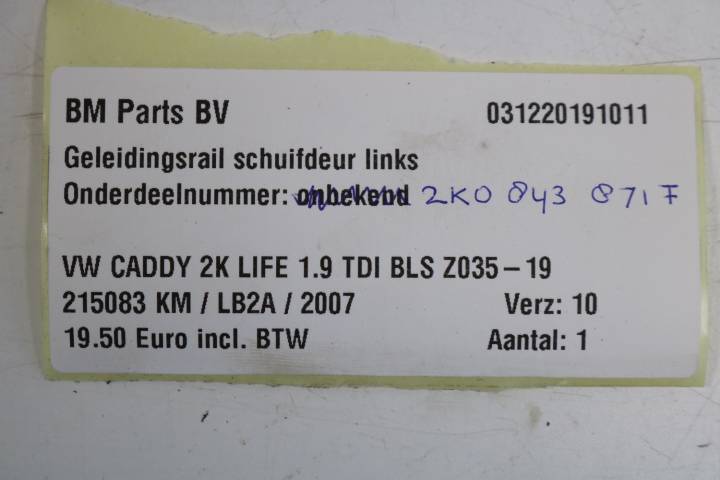 BM Parts BV 031220191011
Geleidingsrail schuifdeur links
Onderdeelnummer: onbekend 2K0 843 871 F
VW CADDY 2K LIFE 1.9 TDI BLS Z035-19
215083 KM / LB2A / 2007 Verz: 10
19.50 Euro incl. BTW Aantal: 1